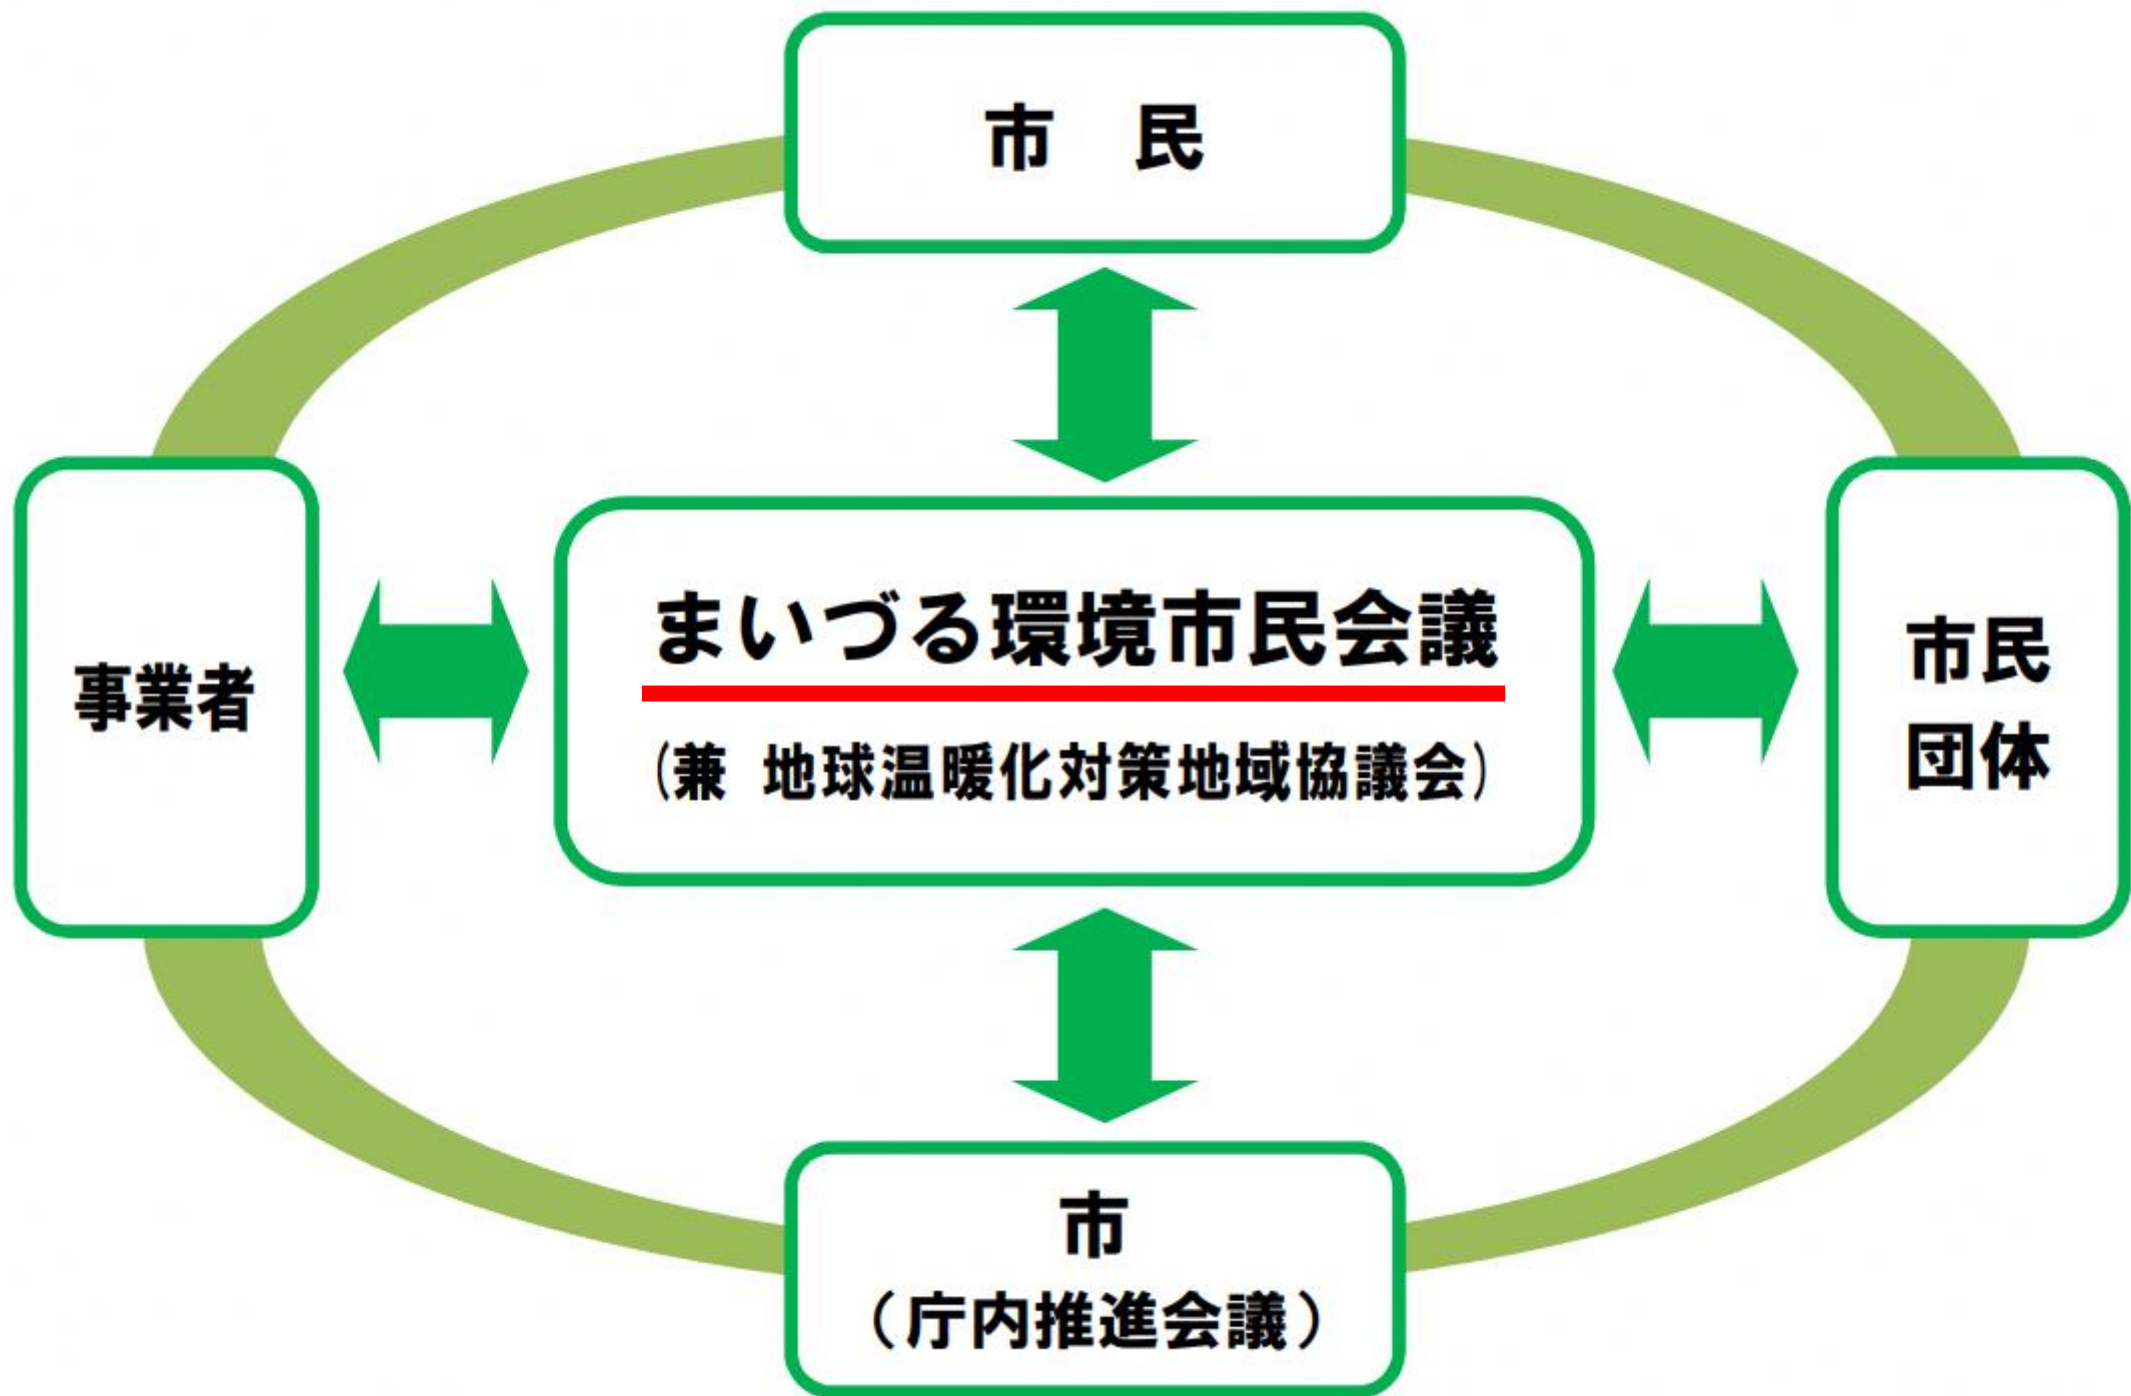 市　民
事業者
まいづる環境市民会議
(兼 地球温暖化対策地域協議会)
市民
団体
市
（庁内推進会議）